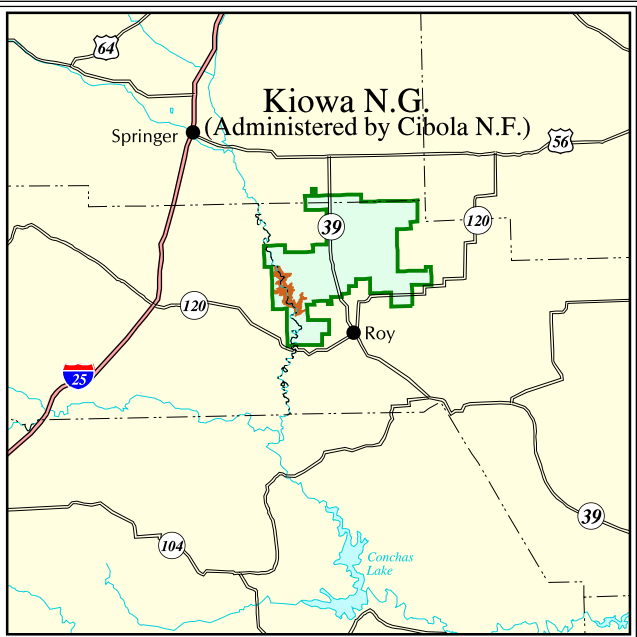 64
Kiowa N.G.
(Administered by Cibola N.F.)
Springer
56
39
120
120
Roy
25
39
104
Conchas
Lake